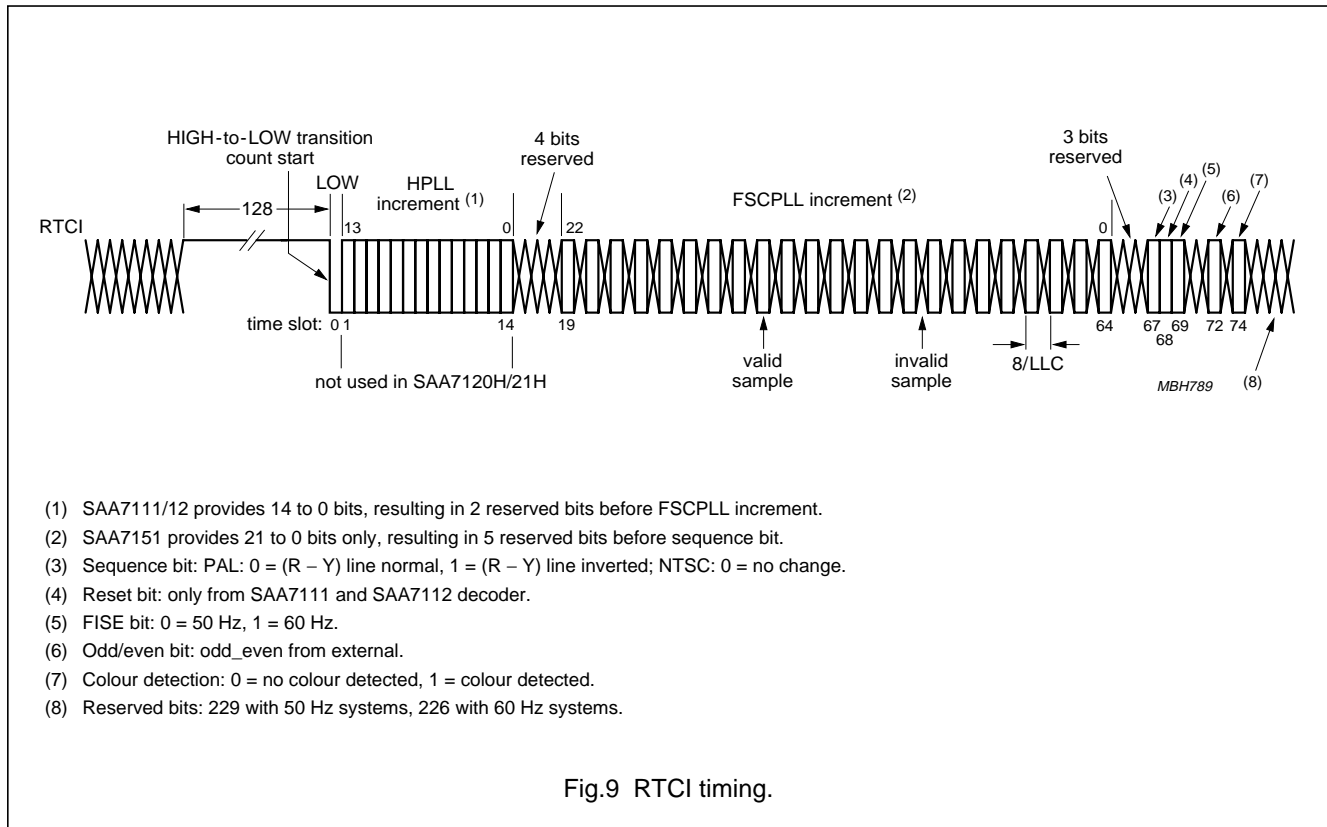 HIGH-to-LOW transition
count start
4 bits
reserved
3 bits
reserved
(3) (4) (5) (6) (7)
LOW
HPLL
increment (1)
FSCPLL increment (2)
128
RTCI
13 0 22 0
time slot: 0 1 14 19 64 67 68 69 72 74
not used in SAA7120H/21H
valid
sample
invalid
sample
8/LLC
MBH789
(8)
(1) SAA7111/12 provides 14 to 0 bits, resulting in 2 reserved bits before FSCPLL increment.
(2) SAA7151 provides 21 to 0 bits only, resulting in 5 reserved bits before sequence bit.
(3) Sequence bit: PAL: 0 = (R − Y) line normal, 1 = (R − Y) line inverted; NTSC: 0 = no change.
(4) Reset bit: only from SAA7111 and SAA7112 decoder.
(5) FISE bit: 0 = 50 Hz, 1 = 60 Hz.
(6) Odd/even bit: odd_even from external.
(7) Colour detection: 0 = no colour detected, 1 = colour detected.
(8) Reserved bits: 229 with 50 Hz systems, 226 with 60 Hz systems.
Fig.9 RTCI timing.